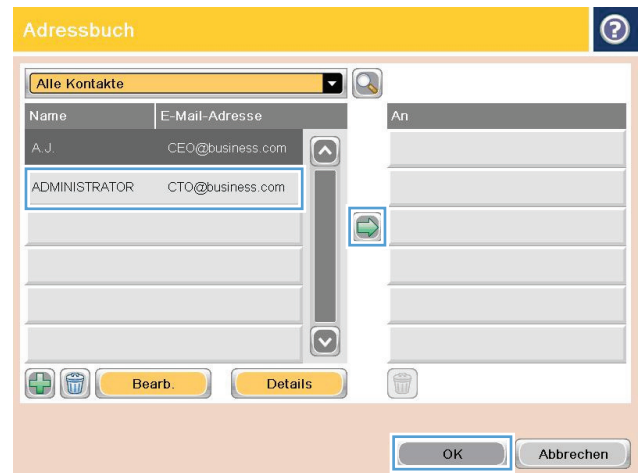 Adressbuch ?
Alle Kontakte
Name E-Mail-Adresse An
A.J. CEO@business.com
ADMINISTRATOR CTO@business.com
Bearb. Details
OK Abbrechen